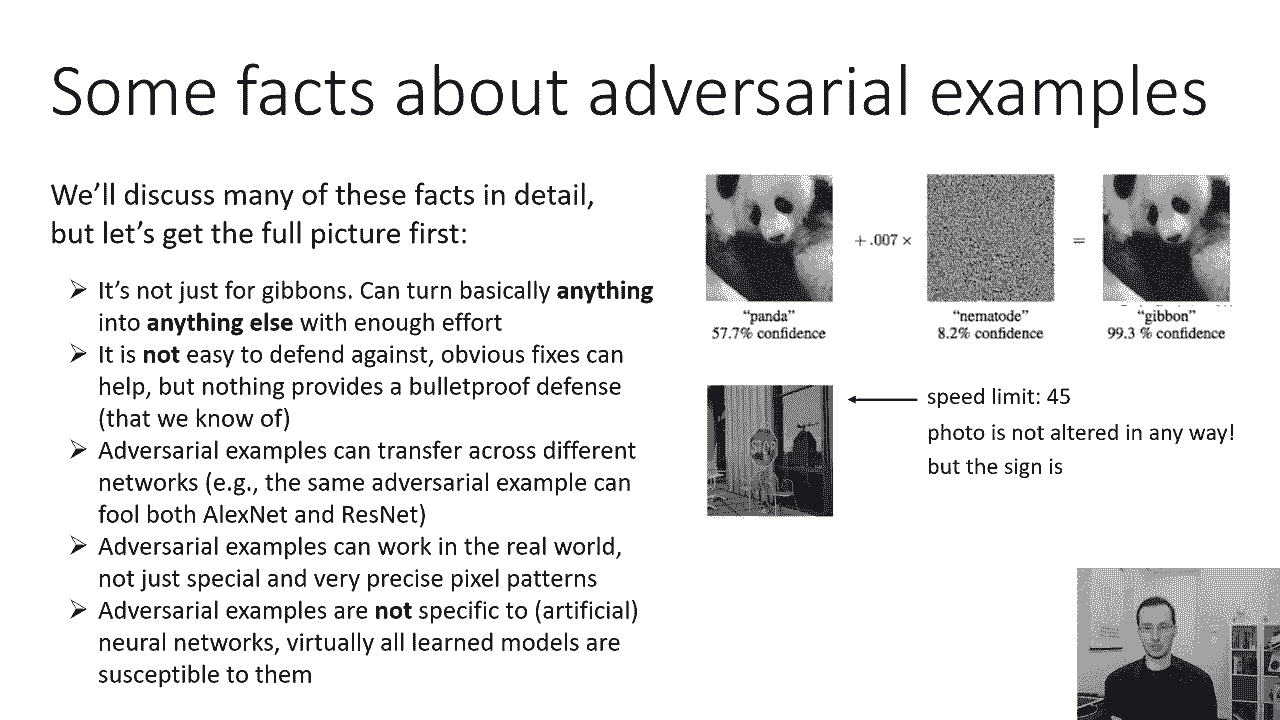 Some facts about adversarial examples
We’ll discuss many of these facts in detail,
but let’s get the full picture first:
➢ It’s not just for gibbons. Can turn basically anything
into anything else with enough effort
➢ It is not easy to defend against, obvious fixes can
help, but nothing provides a bulletproof defense
(that we know of)
➢ Adversarial examples can transfer across different
networks (e.g., the same adversarial example can
fool both AlexNet and ResNet)
➢ Adversarial examples can work in the real world,
not just special and very precise pixel patterns
➢ Adversarial examples are not specific to (artificial)
neural networks, virtually all learned models are
susceptible to them
+ .007 ×
=
“panda”
57.7% confidence
“nematode”
8.2% confidence
“gibbon”
99.3 % confidence
speed limit: 45
photo is not altered in any way!
but the sign is